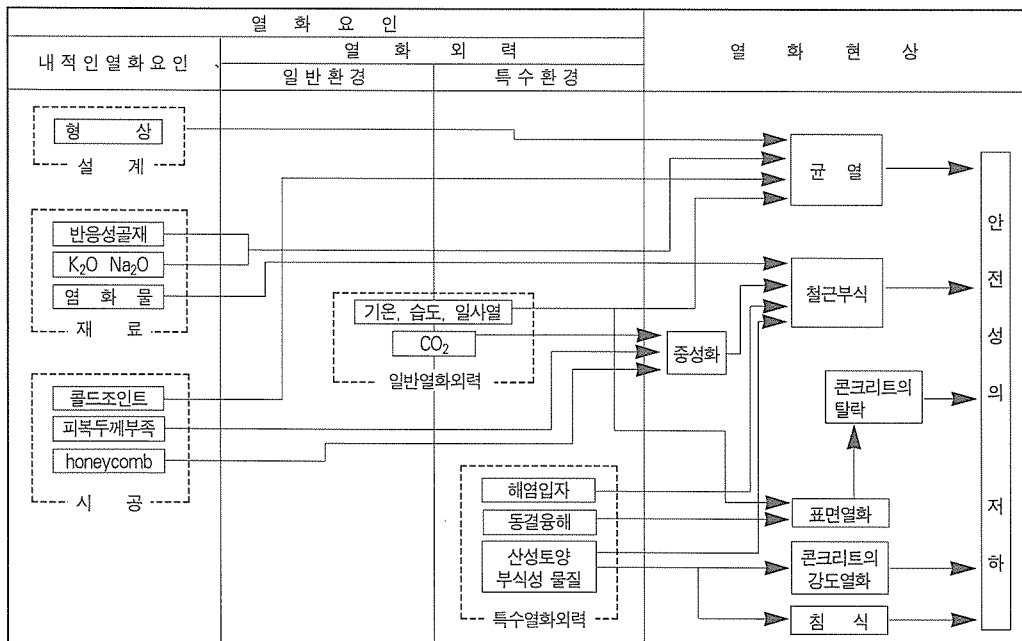 열 화 요 인
내 적 인 열 화 요 인
열 화 외 력
일 반 환 경
특 수 환 경
열 화 현 상
형 상
설 계
반응성골재
K₂O Na₂O
염 화 물
재 료
콜드조인트
피복두께부족
honeycomb
시 공
기온, 습도, 일사열
CO₂
일반열화외력
해염입자
동결융해
산성토양
부식성 물질
특수열화외력
균 열
철근부식
중성화
콘크리트의
탈락
표면열화
콘크리트의
강도열화
침 식
안
전
성
의
저
하